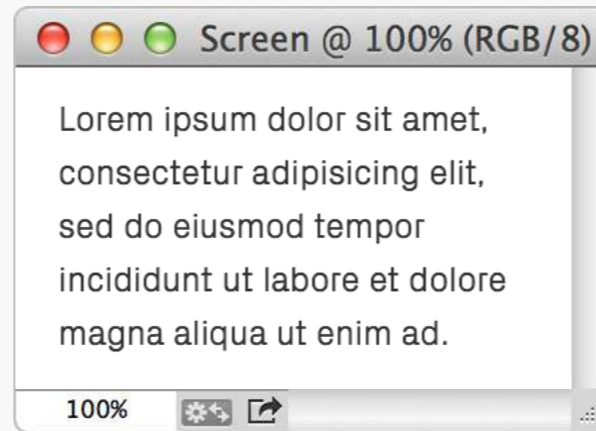 Screen @ 100% (RGB/8)
Lorem ipsum dolor sit amet,
consectetur adipisicing elit,
sed do eiusmod tempor
incididunt ut labore et dolore
magna aliqua ut enim ad.
100%